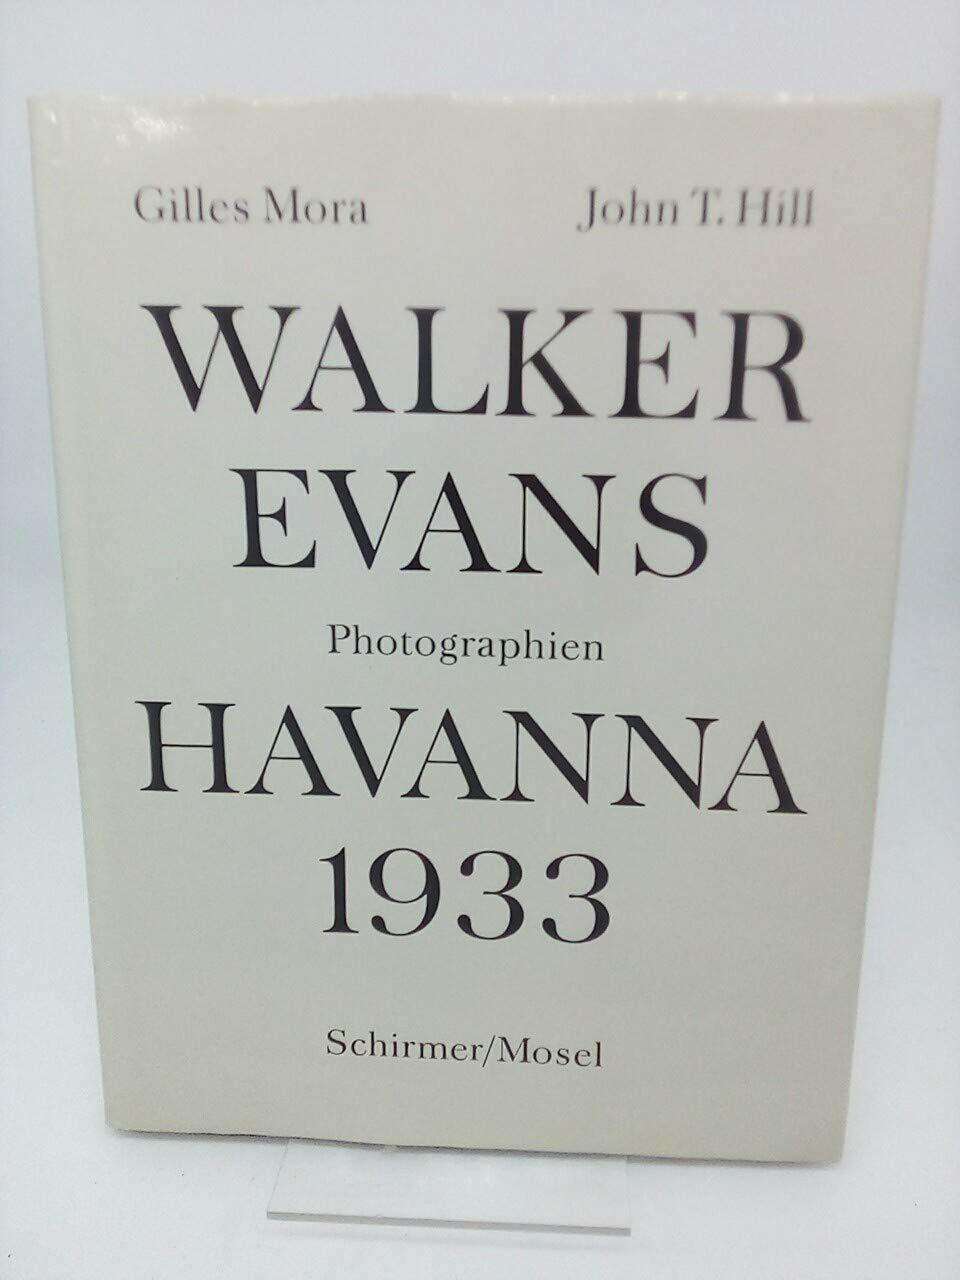 Gilles Mora John T. Hill
WALKER
EVANS
Photographien
HAVANNA
1933
Schirmer/Mosel